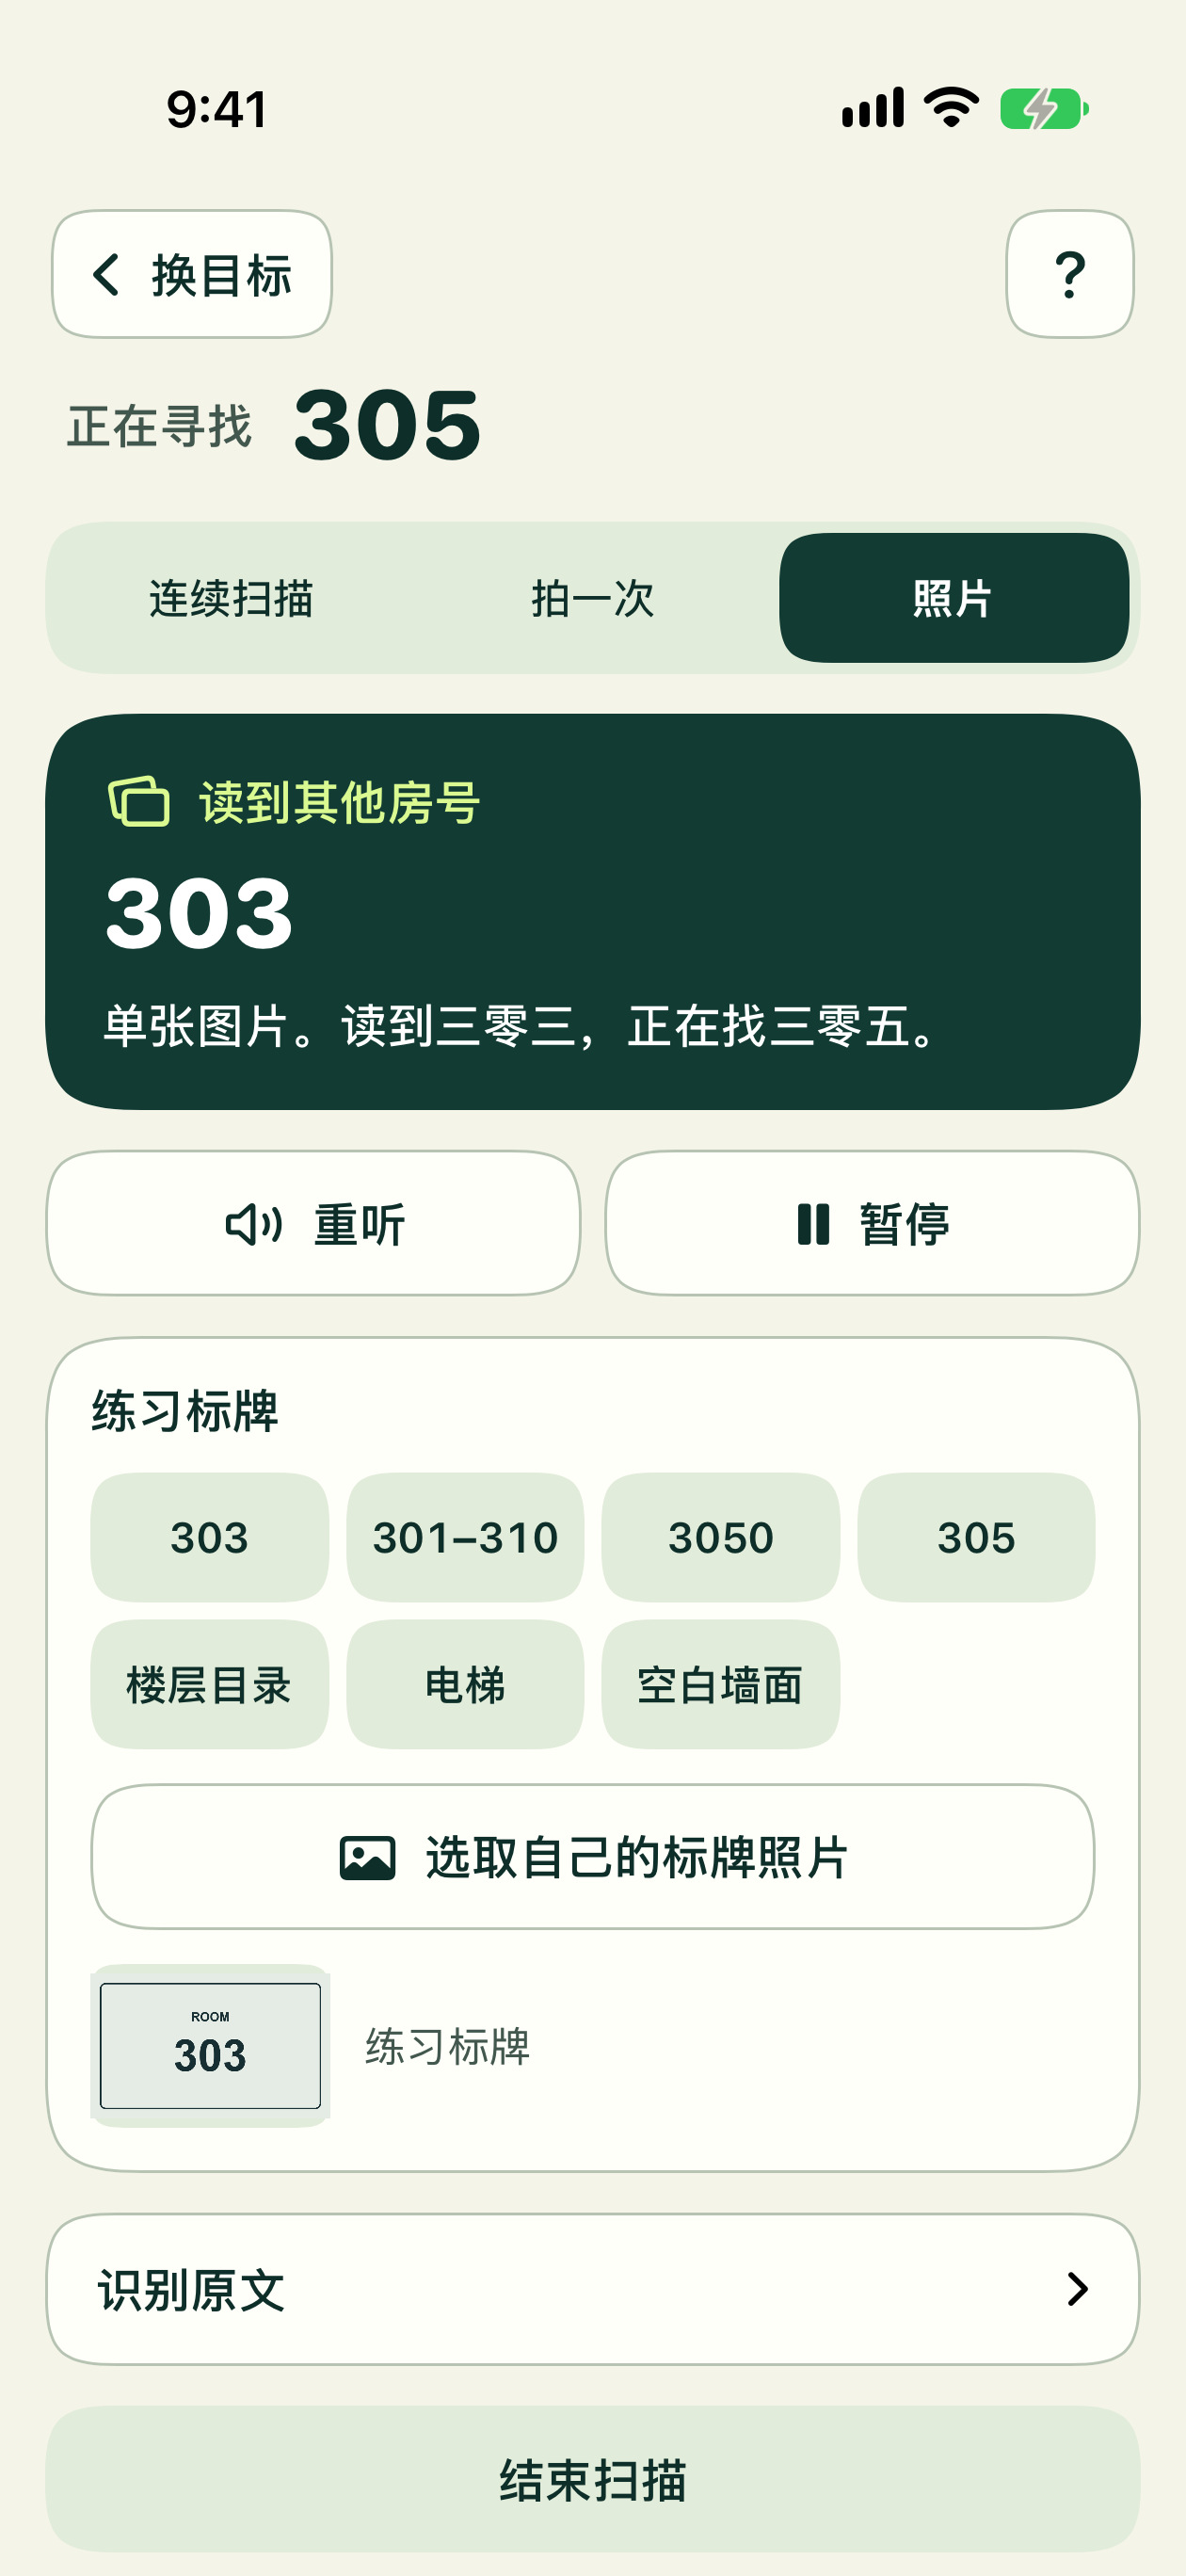 9:41
换目标
?
正在寻找 305
连续扫描 拍一次 照片
读到其他房号
303
单张图片。读到三零三，正在找三零五。
重听 暂停
练习标牌
303 301–310 3050 305
楼层目录 电梯 空白墙面
选取自己的标牌照片
ROOM
303
练习标牌
识别原文
结束扫描